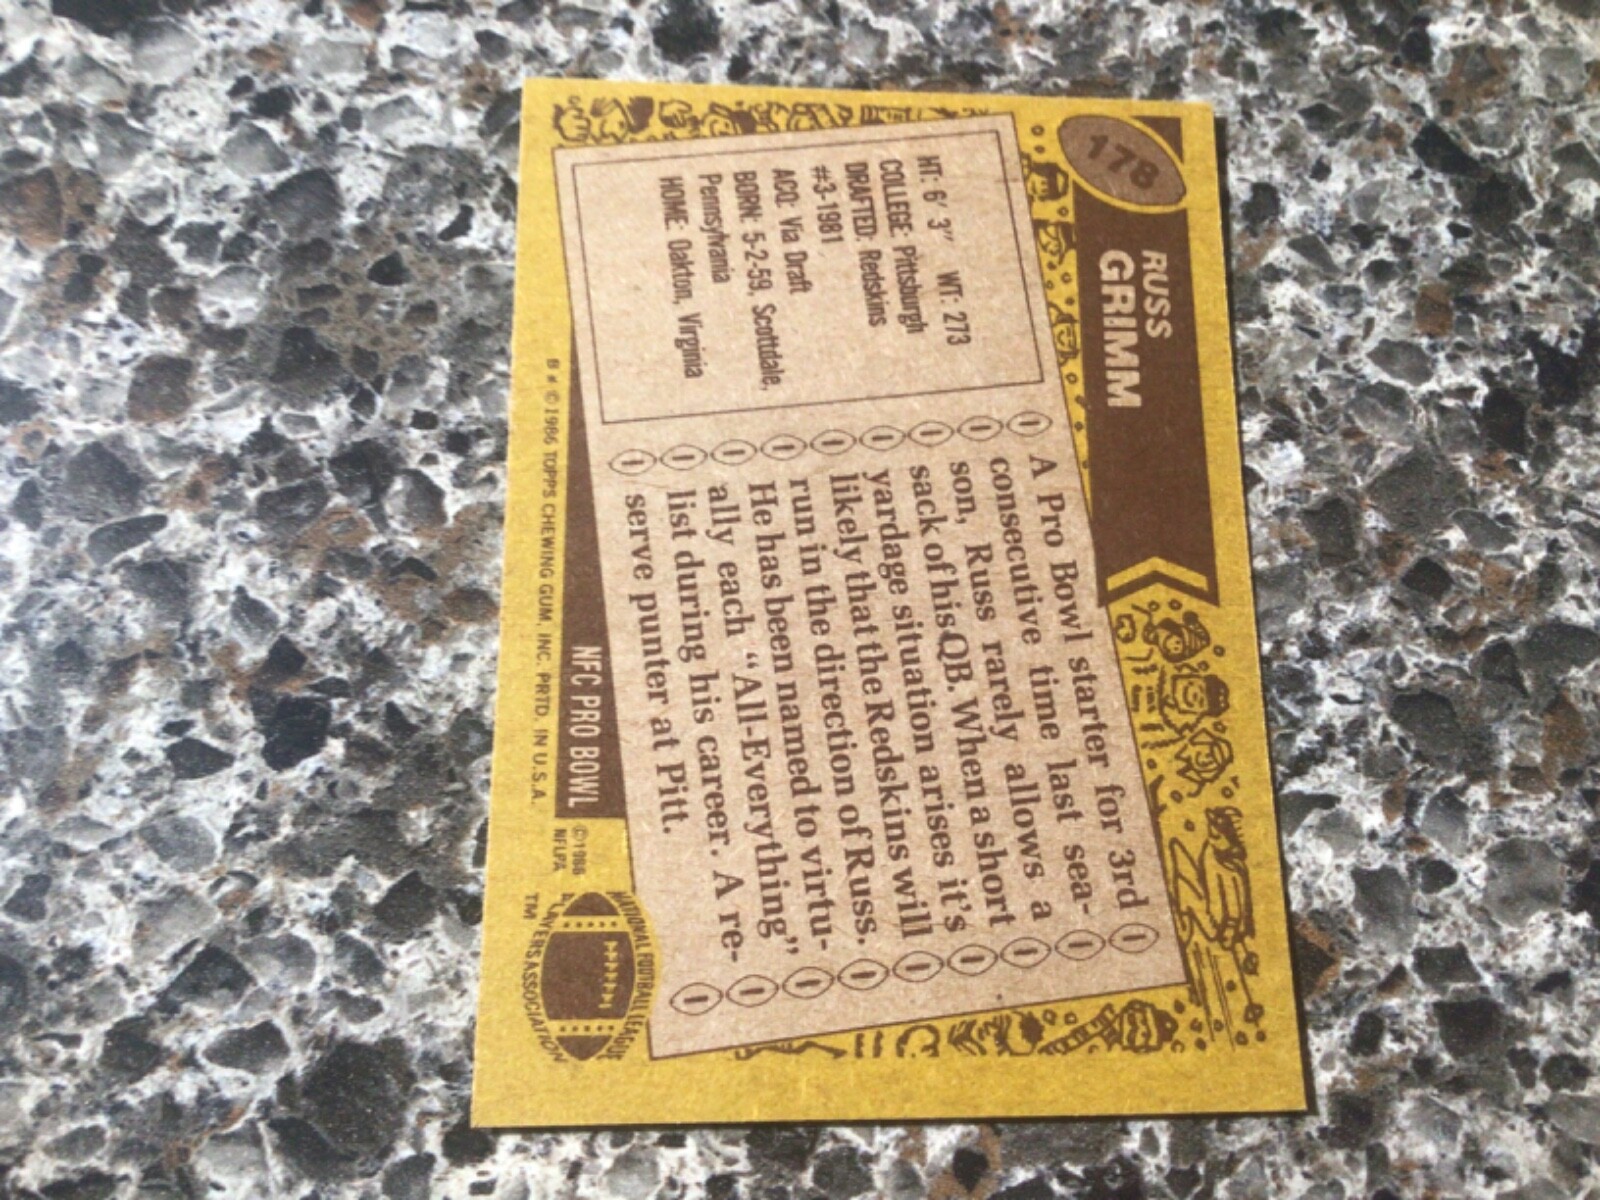 178
RUSS
GRIMM
HT: 6' 3" WT: 273
COLLEGE: Pittsburgh
DRAFTED: Redskins
#3-1981
ACQ: Via Draft
BORN: 5-2-59, Scottdale,
Pennsylvania
HOME: Oakton, Virginia
A Pro Bowl starter for 3rd
consecutive time last sea-
son, Russ rarely allows a
sack of his QB. When a short
yardage situation arises it's
likely that the Redskins will
run in the direction of Russ.
He has been named to virtu-
ally each "All-Everything"
list during his career. A re-
serve punter at Pitt.
NFC PRO BOWL
©1986
NFLPA
NATIONAL FOOTBALL LEAGUE
PLAYERS ASSOCIATION
TM
B * ©1986 TOPPS CHEWING GUM, INC. PRTD. IN U.S.A.